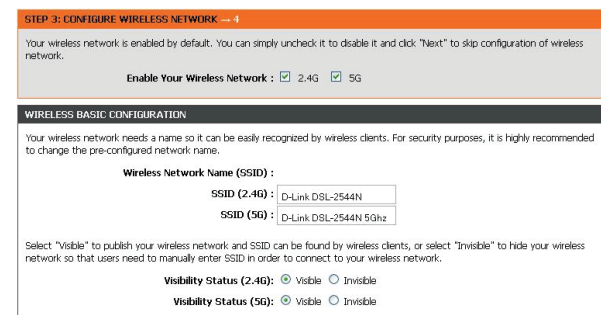 STEP 3: CONFIGURE WIRELESS NETWORK → 4
Your wireless network is enabled by default. You can simply uncheck it to disable it and click "Next" to skip configuration of wireless
network.
Enable Your Wireless Network : 2.4G 5G
WIRELESS BASIC CONFIGURATION
Your wireless network needs a name so it can be easily recognized by wireless clients. For security purposes, it is highly recommended
to change the pre-configured network name.
Wireless Network Name (SSID) :
SSID (2.4G) : D-Link DSL-2544N
SSID (5G) : D-Link DSL-2544N 5Ghz
Select "Visible" to publish your wireless network and SSID can be found by wireless clients, or select "Invisible" to hide your wireless
network so that users need to manually enter SSID in order to connect to your wireless network.
Visibility Status (2.4G): Visible Invisible
Visibility Status (5G): Visible Invisible